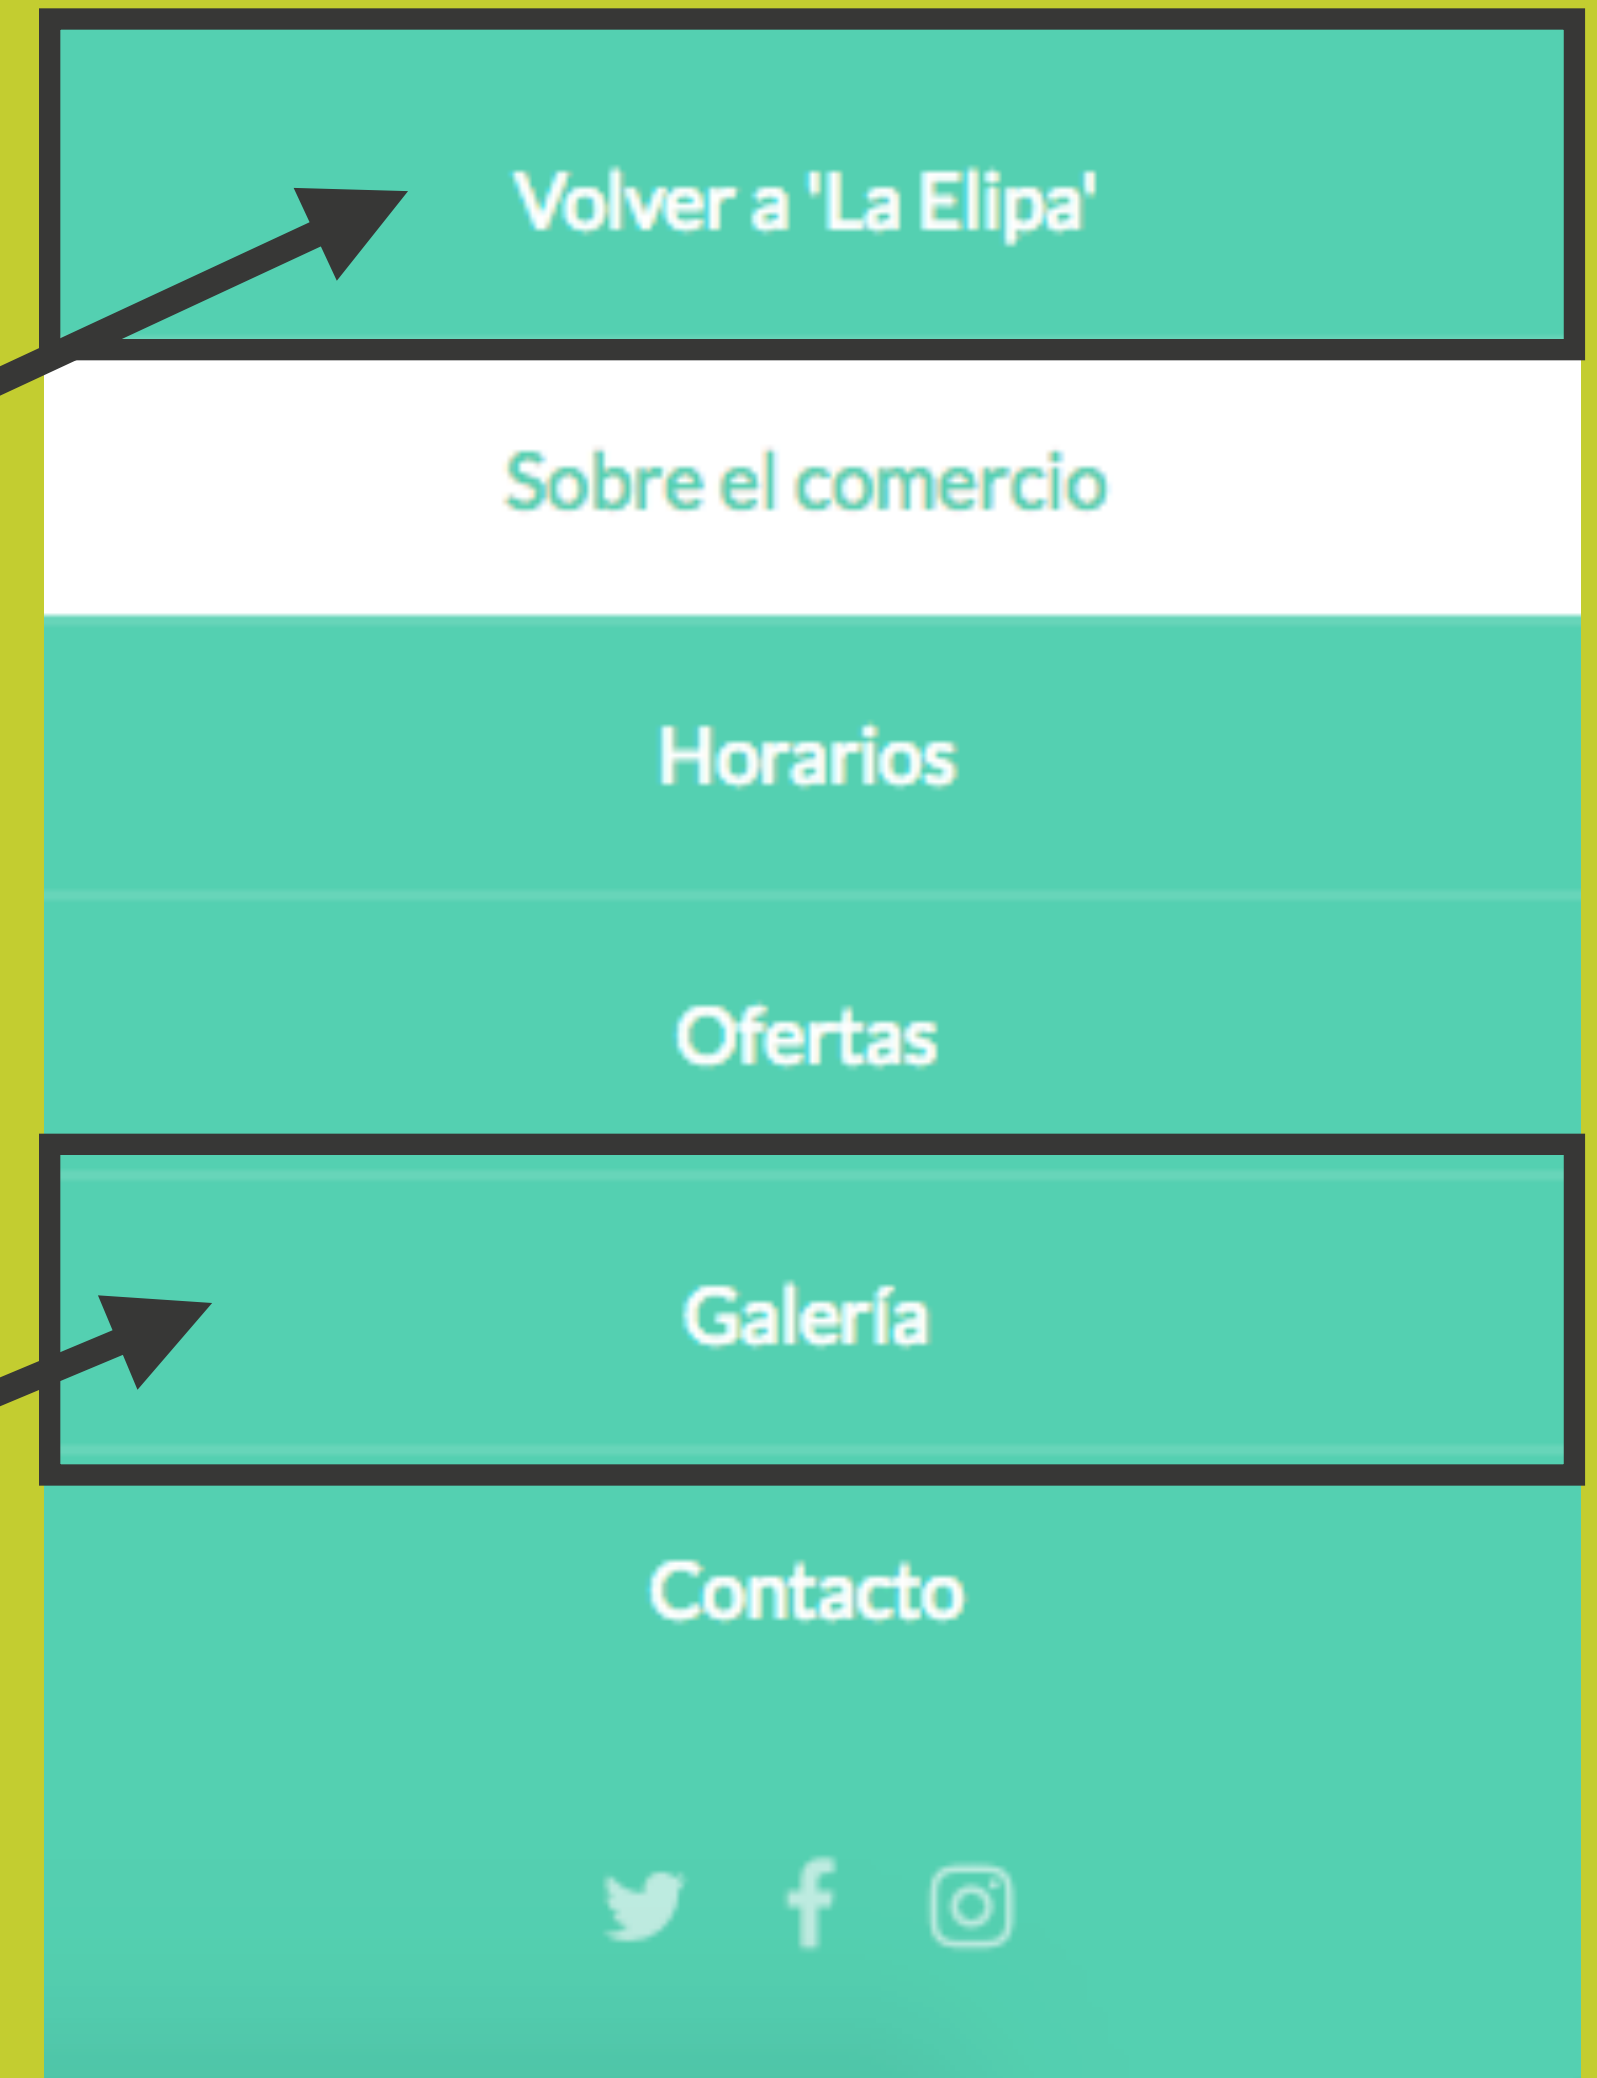 Volver a 'La Elipa'
Sobre el comercio
Horarios
Ofertas
Galería
Contacto